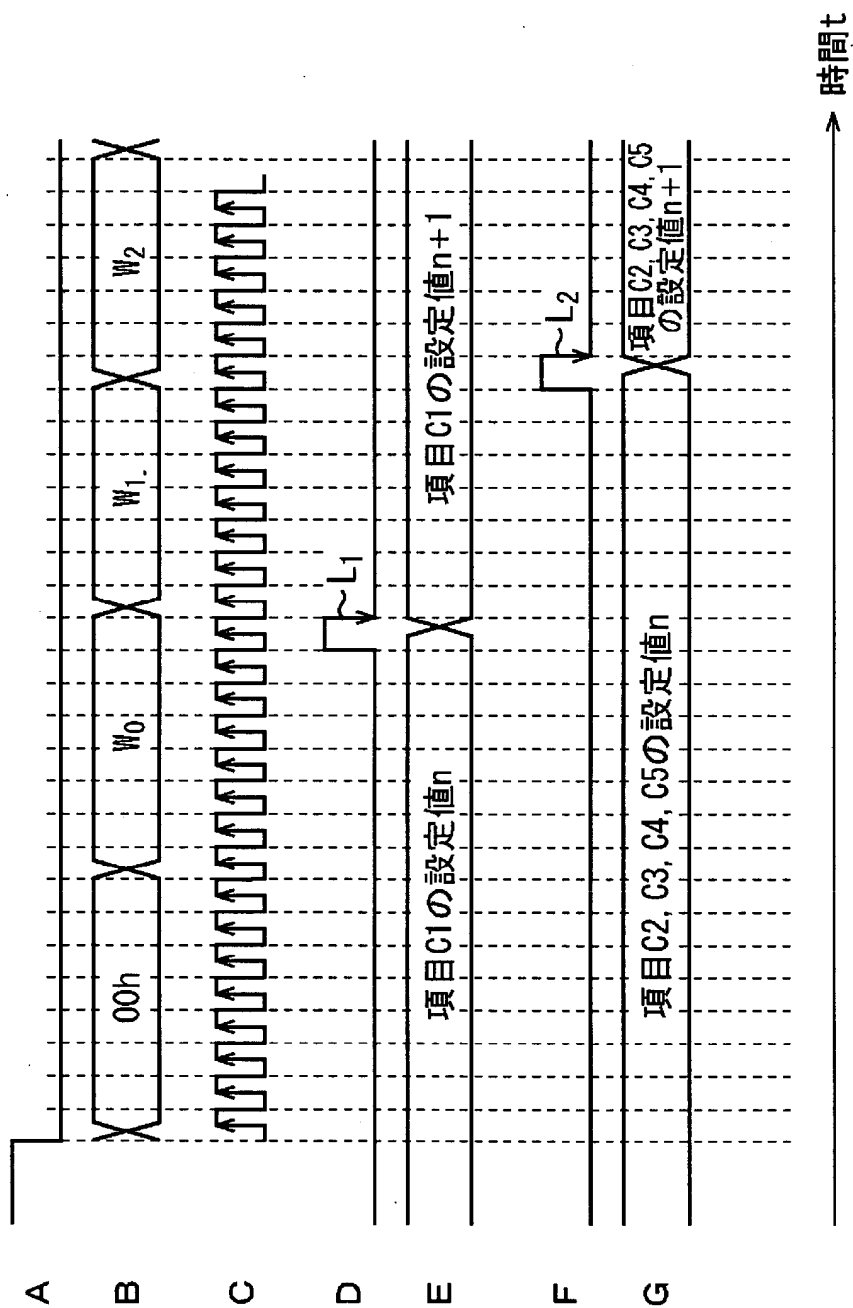 A
B
00h
W0
W1
W2
C
D
L1
E
項目C1の設定値n
項目C1の設定値n+1
F
L2
G
項目C2, C3, C4, C5の設定値n
項目C2, C3, C4, C5
の設定値n+1
時間t